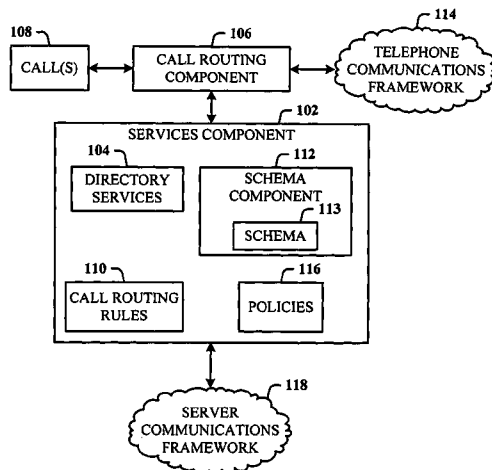 108
CALL(S)
106
CALL ROUTING
COMPONENT
114
TELEPHONE
COMMUNICATIONS
FRAMEWORK
102
SERVICES COMPONENT
104
DIRECTORY
SERVICES
112
SCHEMA
COMPONENT
113
SCHEMA
110
CALL ROUTING
RULES
116
POLICIES
118
SERVER
COMMUNICATIONS
FRAMEWORK